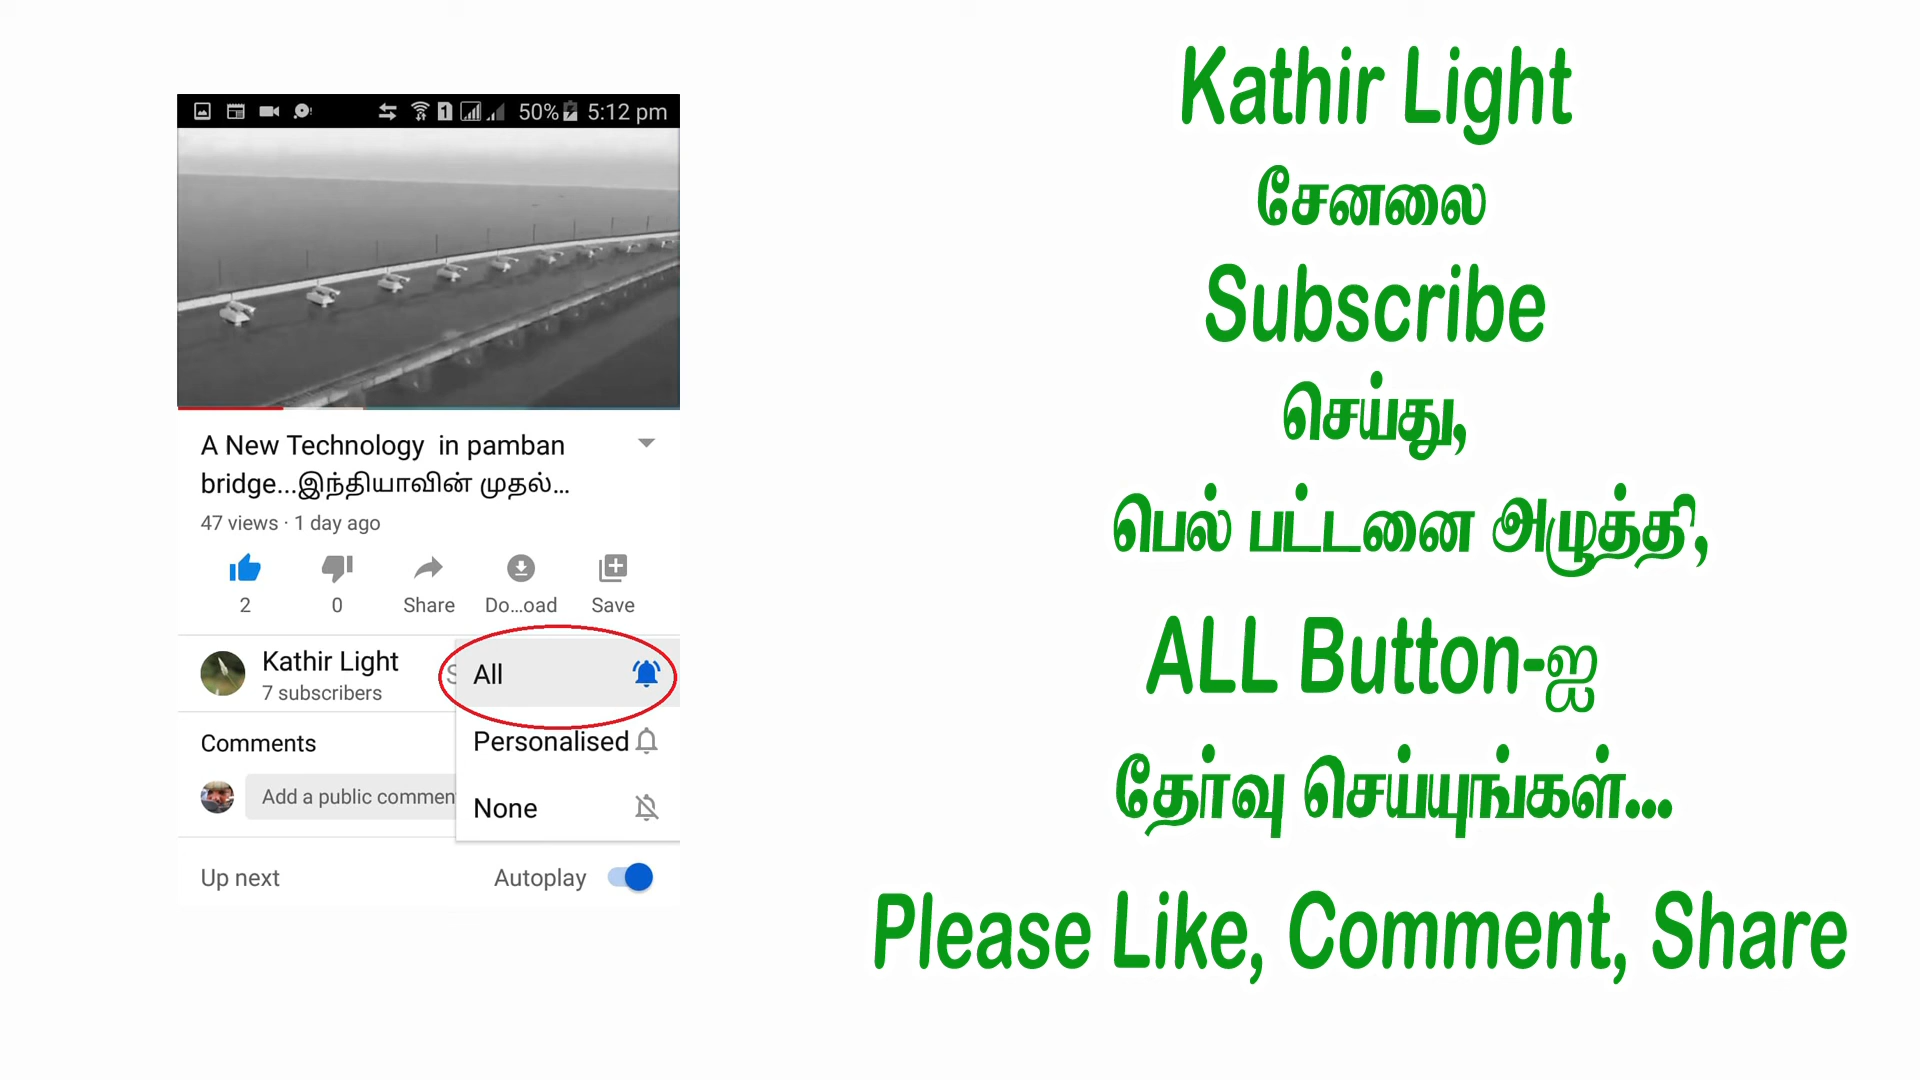 50% 5:12 pm
A New Technology in pamban
bridge...இந்தியாவின் முதல்...
47 views · 1 day ago
2 0 Share Do...oad Save
Kathir Light
7 subscribers
S
All
Personalised
None
Comments
Add a public commen
Up next Autoplay
Kathir Light
சேனலை
Subscribe
செய்து,
பெல் பட்டனை அழுத்தி,
ALL Button-ஐ
தேர்வு செய்யுங்கள்...
Please Like, Comment, Share